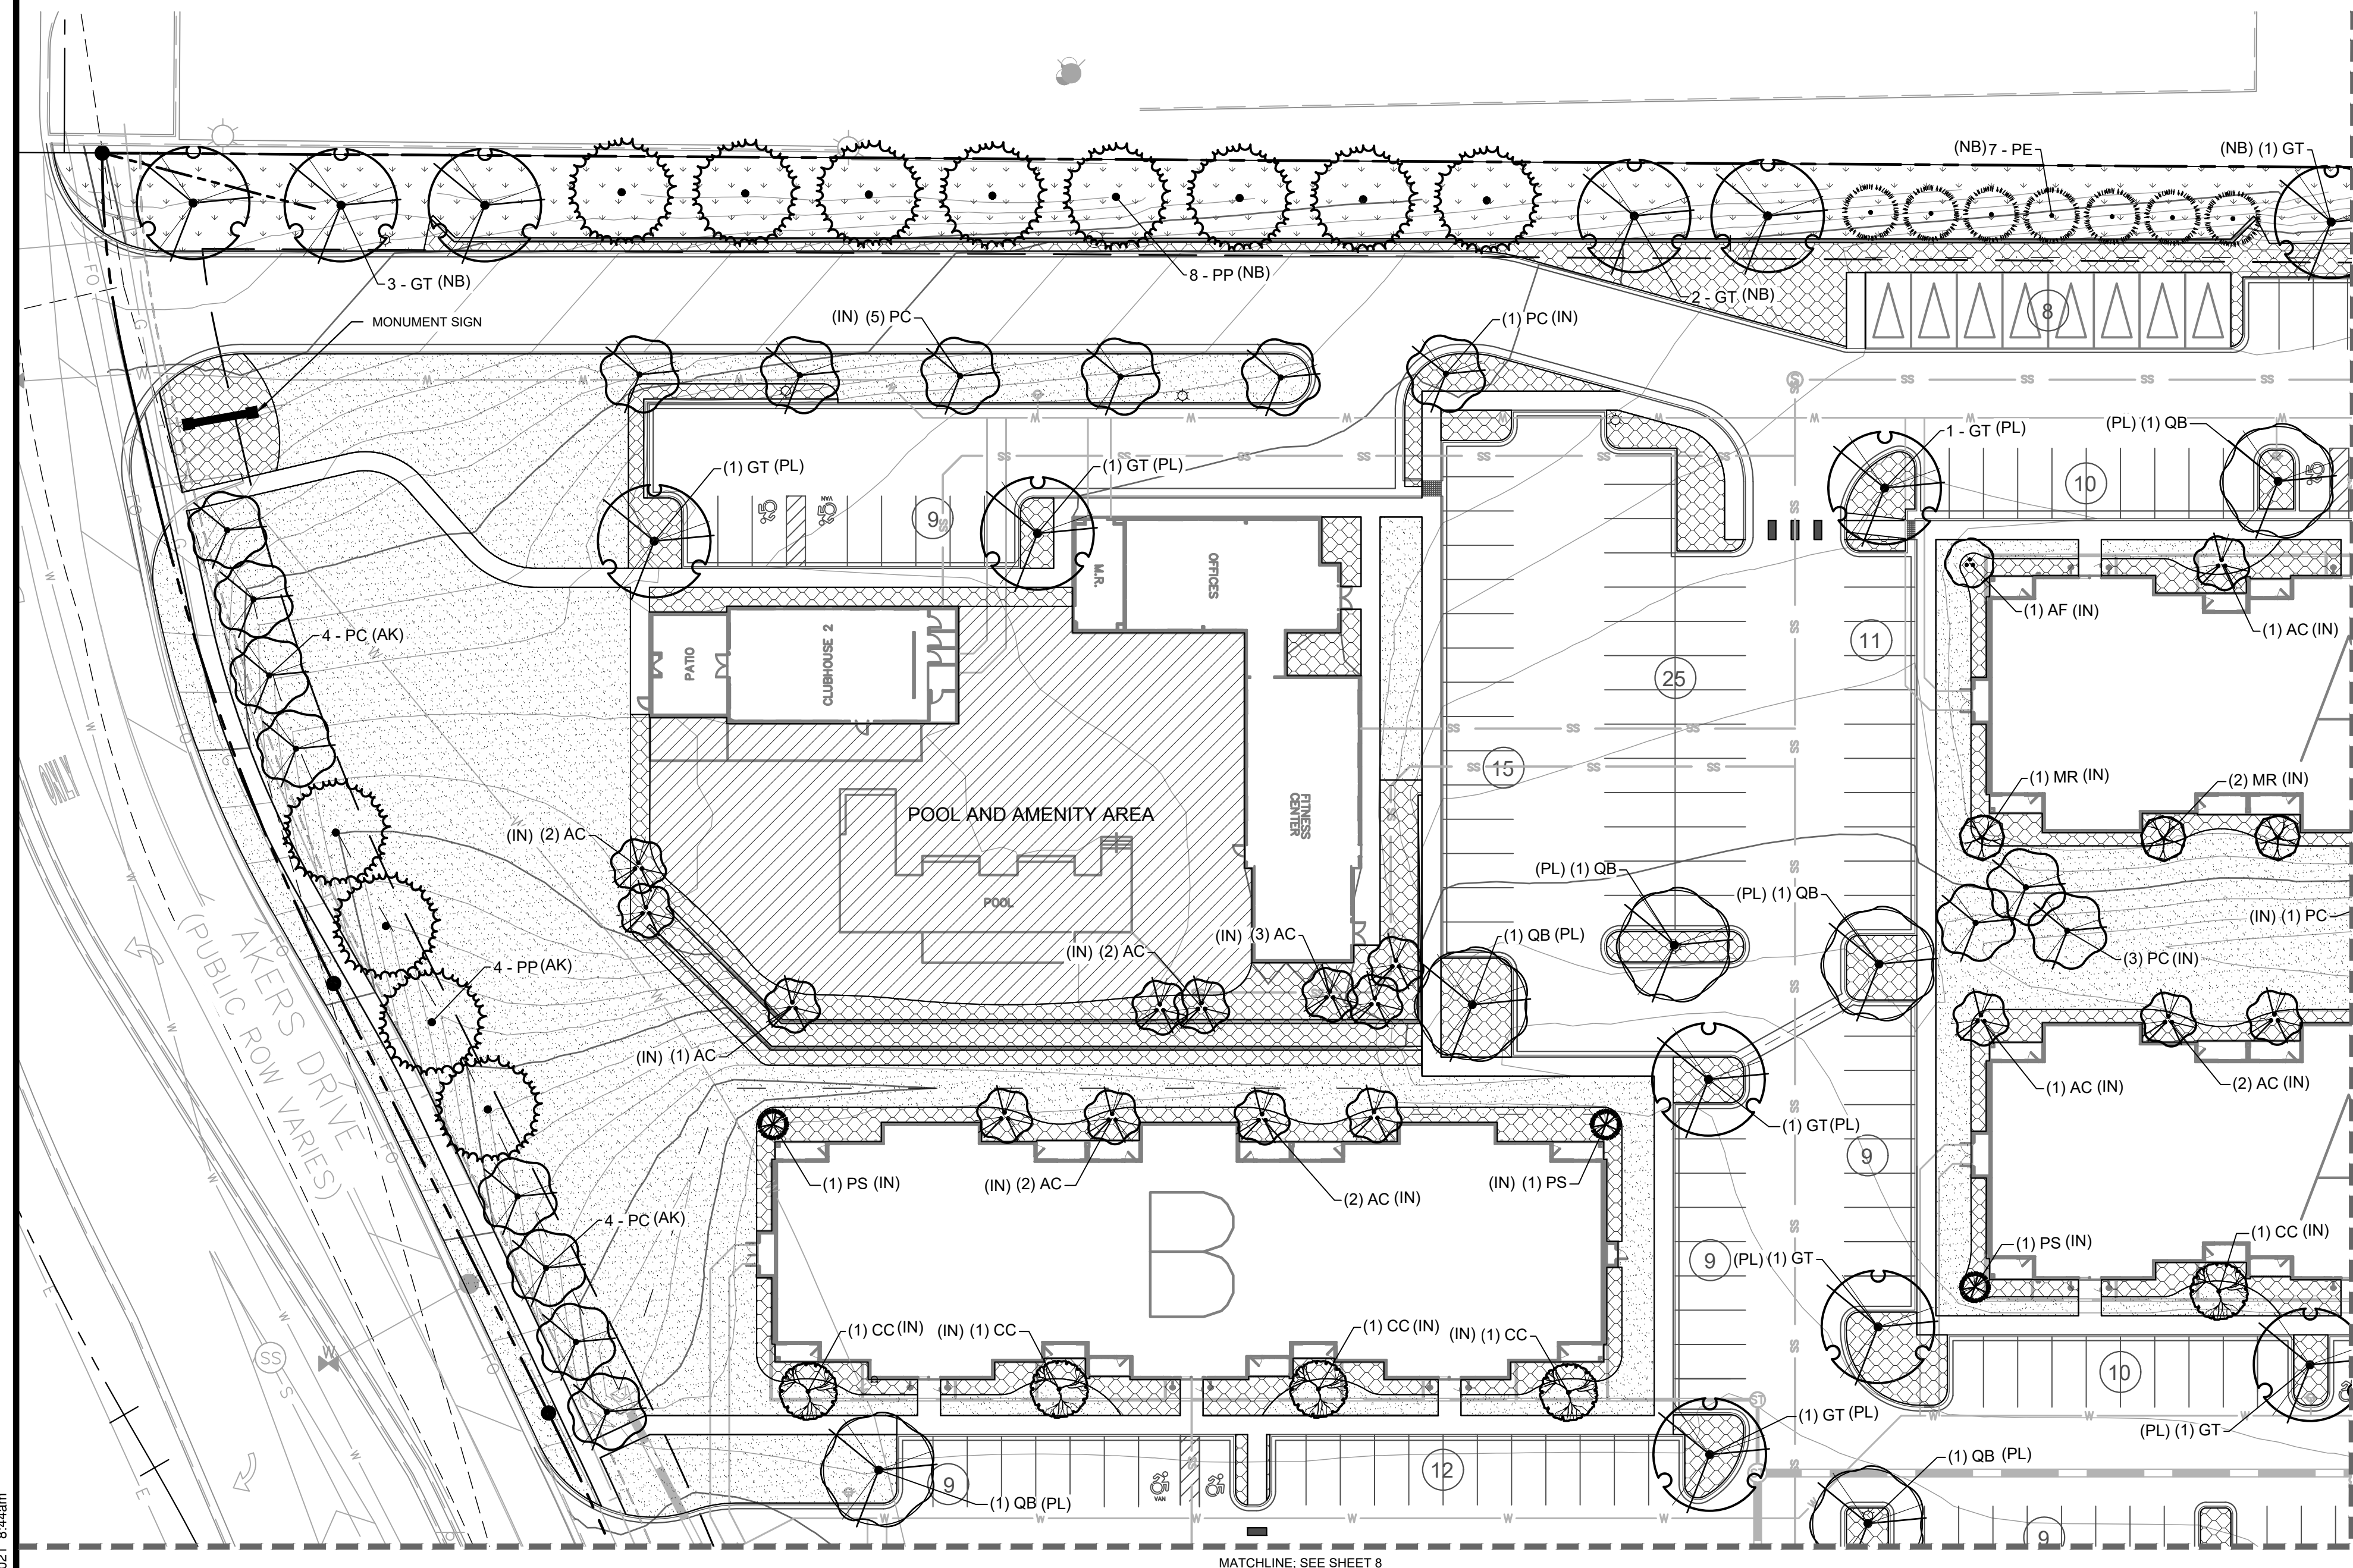 (NB) 7 - PE
(NB) (1) GT
3 - GT (NB)
8 - PP (NB)
2 - GT (NB)
8
MONUMENT SIGN
(IN) (5) PC
(1) PC (IN)
1 - GT (PL)
(PL) (1) QB
(1) GT (PL)
(1) GT (PL)
10
VAN
9
M.R.
OFFICES
4 - PC (AK)
(1) AF (IN)
(1) AC (IN)
11
PATIO
CLUBHOUSE 2
25
15
ONLY
(1) MR (IN)
(2) MR (IN)
POOL AND AMENITY AREA
FITNESS
CENTER
(IN) (2) AC
(PL) (1) QB
(PL) (1) QB
POOL
(IN) (1) PC
(IN) (3) AC
(1) QB (PL)
(IN) (2) AC
(3) PC (IN)
4 - PP (AK)
AKERS DRIVE
(PUBLIC ROW VARIES)
(IN) (1) AC
(1) AC (IN)
(2) AC (IN)
(1) GT (PL)
9
(1) PS (IN)
(IN) (2) AC
(2) AC (IN)
(IN) (1) PS
4 - PC (AK)
B
(1) PS (IN)
(1) CC (IN)
9
(PL) (1) GT
(1) CC (IN)
(IN) (1) CC
(1) CC (IN)
(IN) (1) CC
SS
W
10
ST
(1) GT (PL)
(PL) (1) GT
(1) QB (PL)
9
12
VAN
(1) QB (PL)
9
021 8:44am
MATCHLINE; SEE SHEET 8